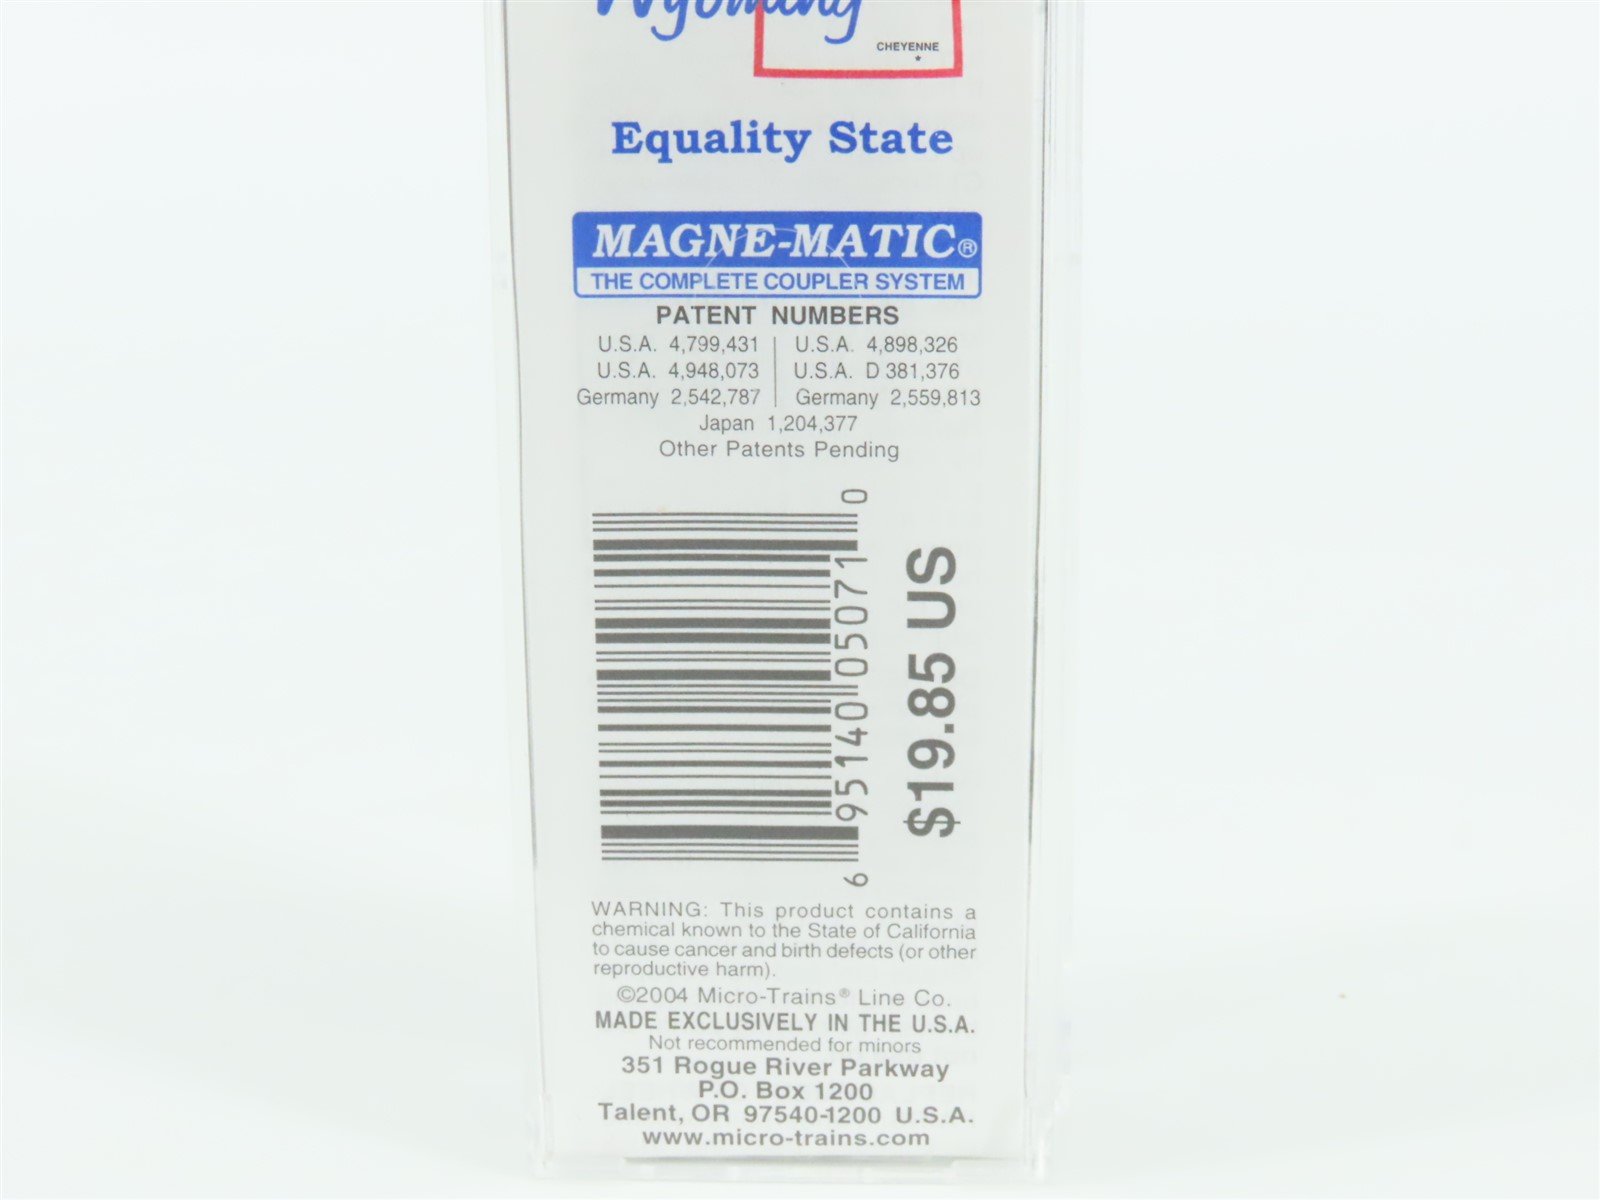 Wyoming
CHEYENNE
*
Equality State
MAGNE-MATIC®
THE COMPLETE COUPLER SYSTEM
PATENT NUMBERS
U.S.A. 4,799,431 | U.S.A. 4,898,326
U.S.A. 4,948,073 | U.S.A. D 381,376
Germany 2,542,787 | Germany 2,559,813
Japan 1,204,377
Other Patents Pending
6 95140 05071 0
$19.85 US
WARNING: This product contains a
chemical known to the State of California
to cause cancer and birth defects (or other
reproductive harm).
©2004 Micro-Trains® Line Co.
MADE EXCLUSIVELY IN THE U.S.A.
Not recommended for minors
351 Rogue River Parkway
P.O. Box 1200
Talent, OR 97540-1200 U.S.A.
www.micro-trains.com